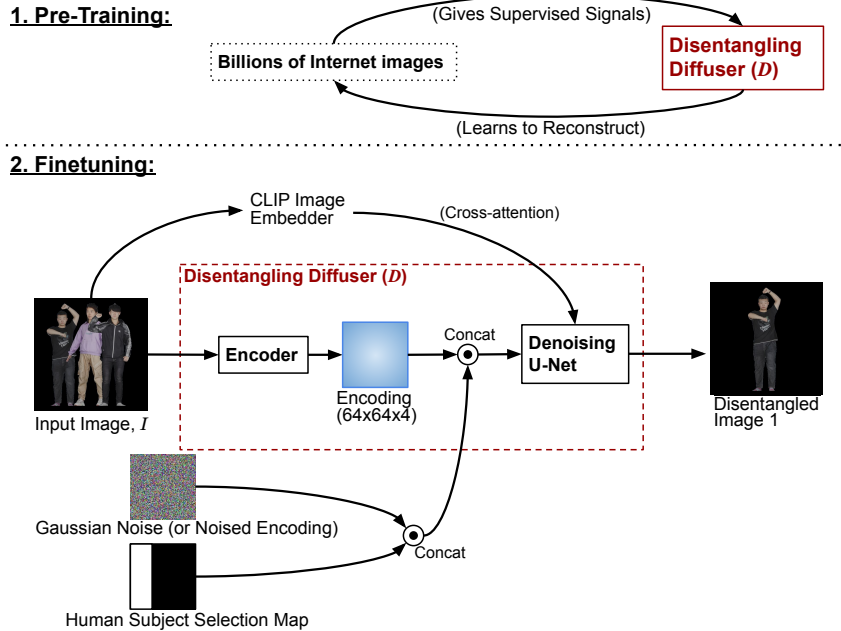 1. Pre-Training:
(Gives Supervised Signals)
Billions of Internet images
Disentangling
Diffuser (D)
(Learns to Reconstruct)
2. Finetuning:
CLIP Image
Embedder
(Cross-attention)
Disentangling Diffuser (D)
Encoder
Concat
Denoising
U-Net
Encoding
(64x64x4)
Input Image, I
Disentangled
Image 1
Gaussian Noise (or Noised Encoding)
Concat
Human Subject Selection Map